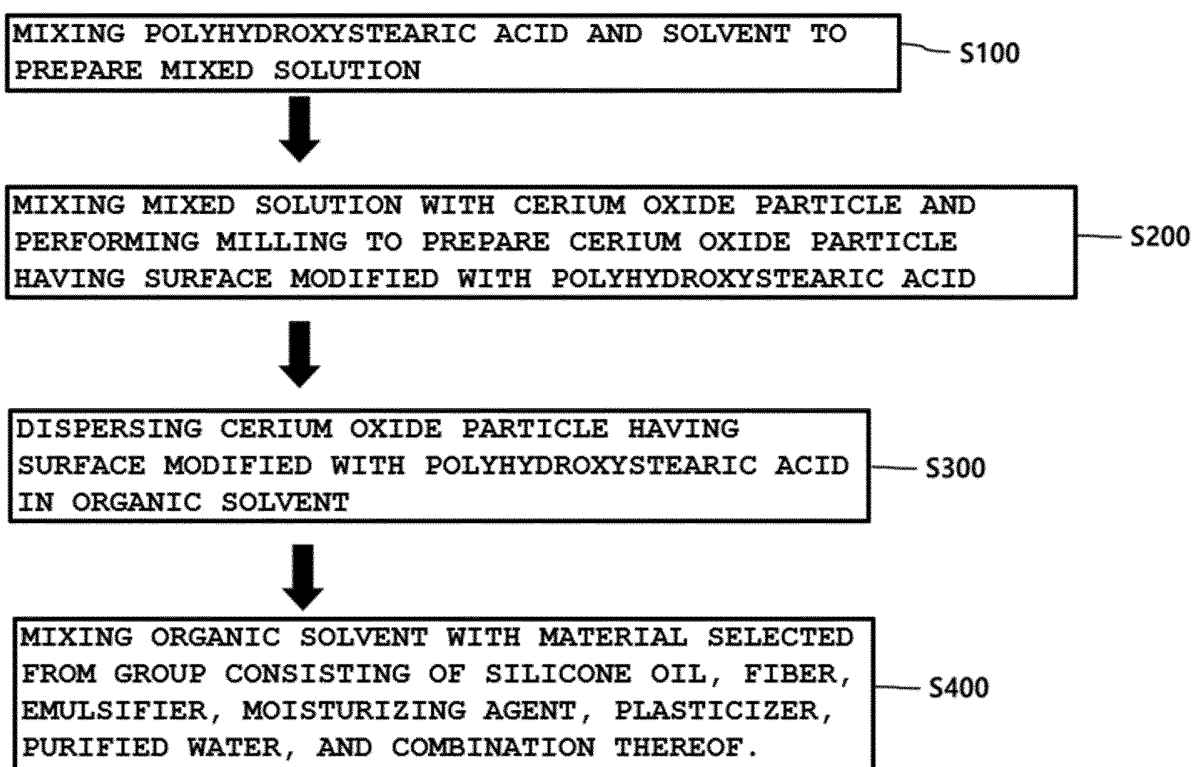 MIXING POLYHYDROXYSTEARIC ACID AND SOLVENT TO
PREPARE MIXED SOLUTION
S100
MIXING MIXED SOLUTION WITH CERIUM OXIDE PARTICLE AND
PERFORMING MILLING TO PREPARE CERIUM OXIDE PARTICLE
HAVING SURFACE MODIFIED WITH POLYHYDROXYSTEARIC ACID
S200
DISPERSING CERIUM OXIDE PARTICLE HAVING
SURFACE MODIFIED WITH POLYHYDROXYSTEARIC ACID
IN ORGANIC SOLVENT
S300
MIXING ORGANIC SOLVENT WITH MATERIAL SELECTED
FROM GROUP CONSISTING OF SILICONE OIL, FIBER,
EMULSIFIER, MOISTURIZING AGENT, PLASTICIZER,
PURIFIED WATER, AND COMBINATION THEREOF.
S400